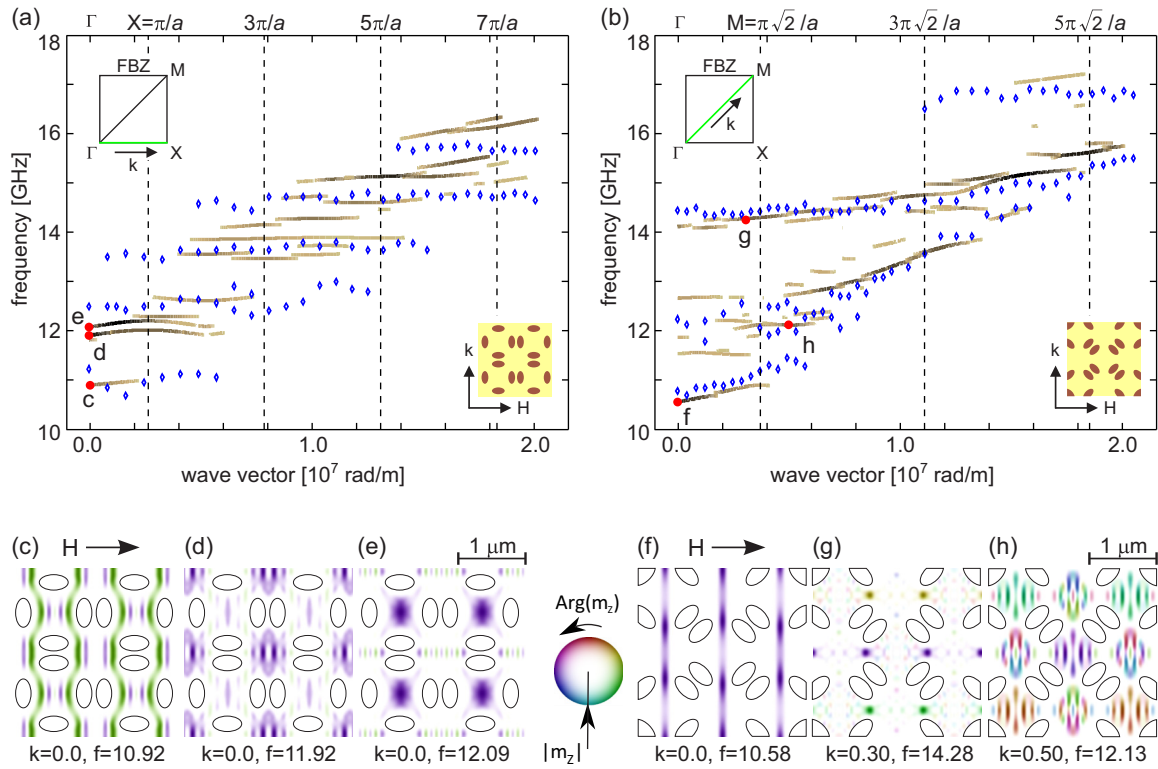 (a)
Γ X=π/a 3π/a 5π/a 7π/a
18
16
14
12
10
frequency [GHz]
FBZ
M
Γ
k
X
e
d
c
k
H
0.0 1.0 2.0
wave vector [10⁷ rad/m]
(b)
Γ M=π√2/a 3π√2/a 5π√2/a
18
16
14
12
10
frequency [GHz]
FBZ
M
k
Γ
X
g
h
f
k
H
0.0 1.0 2.0
wave vector [10⁷ rad/m]
(c) H (d) (e) 1 μm
k=0.0, f=10.92 k=0.0, f=11.92 k=0.0, f=12.09
Arg(m_z)
|m_z|
(f) H (g) (h) 1 μm
k=0.0, f=10.58 k=0.30, f=14.28 k=0.50, f=12.13